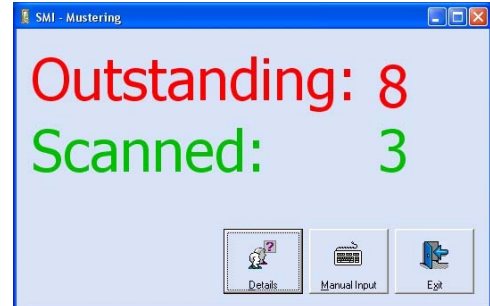 SMI - Mustering
Outstanding: 8
Scanned: 3
?
Details Manual Input Exit